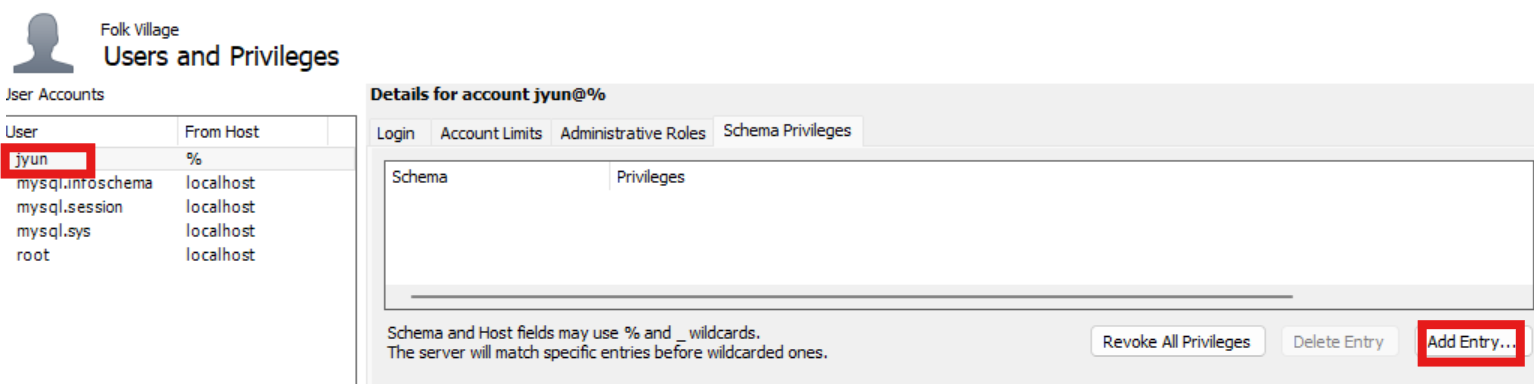 Folk Village
Users and Privileges
User Accounts
Details for account jyun@%
User From Host
jyun %
mysql.infoschema localhost
mysql.session localhost
mysql.sys localhost
root localhost
Login Account Limits Administrative Roles Schema Privileges
Schema Privileges
Schema and Host fields may use % and _ wildcards.
The server will match specific entries before wildcarded ones.
Revoke All Privileges Delete Entry Add Entry...